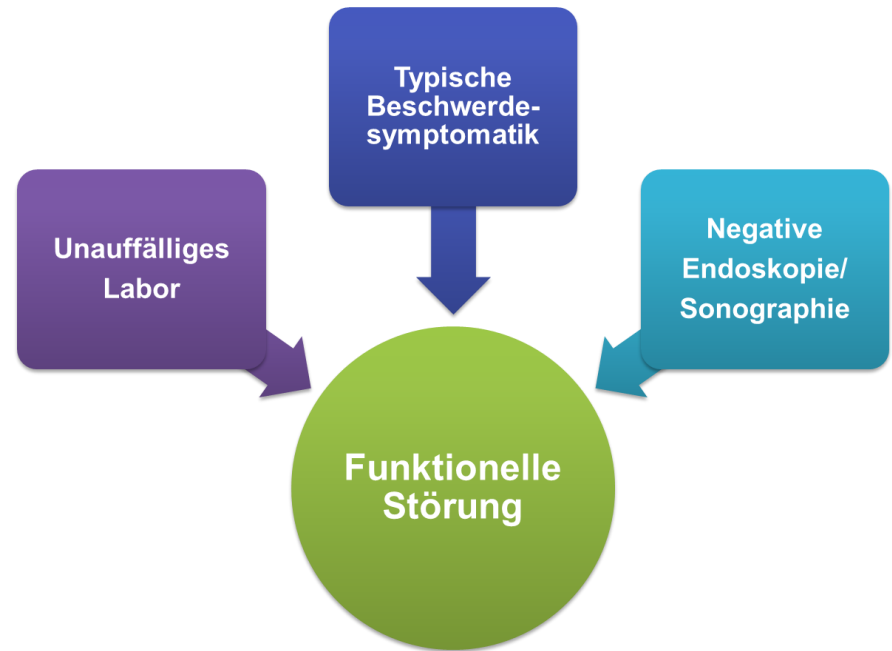 Typische
Beschwerde-
symptomatik
Unauffälliges
Labor
Negative
Endoskopie/
Sonographie
Funktionelle
Störung